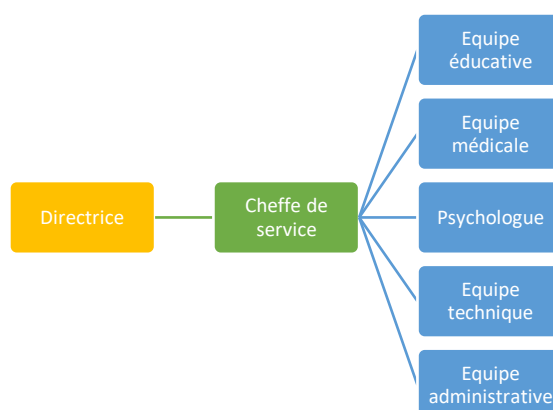 Directrice
Cheffe de
service
Equipe
éducative
Equipe
médicale
Psychologue
Equipe
technique
Equipe
administrative